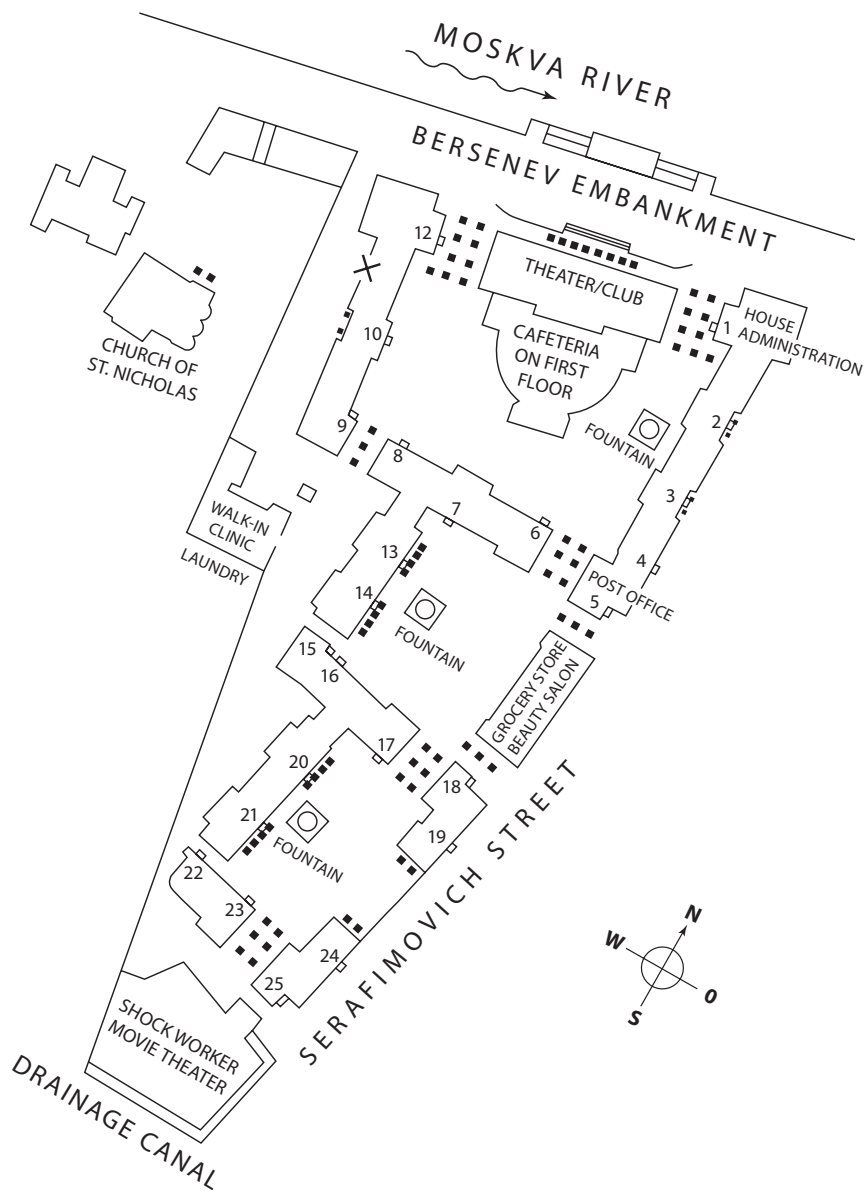 MOSKVA RIVER
BERSENEV EMBANKMENT
12
THEATER/CLUB
1
HOUSE
ADMINISTRATION
CAFETERIA
ON FIRST
FLOOR
10
CHURCH OF
ST. NICHOLAS
9
2
FOUNTAIN
8
3
7
6
WALK-IN
CLINIC
LAUNDRY
13
4
POST OFFICE
5
14
FOUNTAIN
15
16
GROCERY STORE
BEAUTY SALON
17
20
18
21
19
FOUNTAIN
22
23
SERAFIMOVICH STREET
24
25
N
W
O
S
SHOCK WORKER
MOVIE THEATER
DRAINAGE CANAL